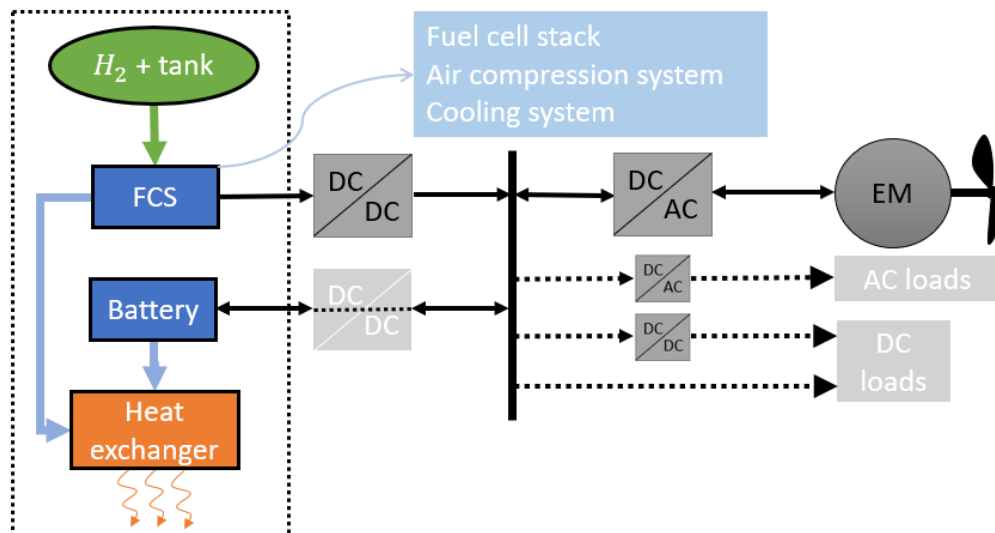 H₂ + tank
Fuel cell stack
Air compression system
Cooling system
FCS
DC
DC
DC
AC
EM
Battery
DC
DC
DC
AC
AC loads
DC
DC
DC
loads
Heat
exchanger